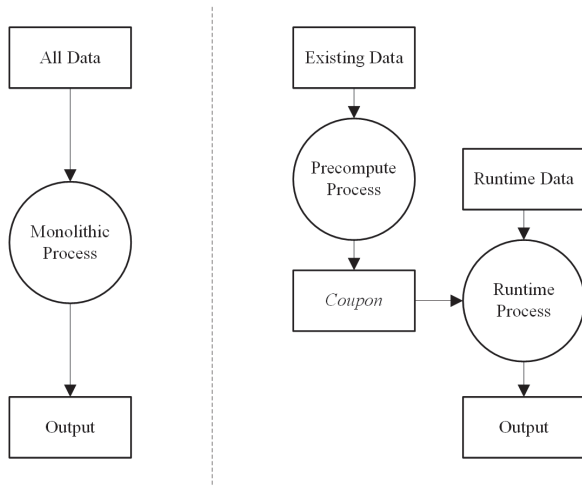 All Data
Monolithic
Process
Output
Existing Data
Precompute
Process
Coupon
Runtime Data
Runtime
Process
Output